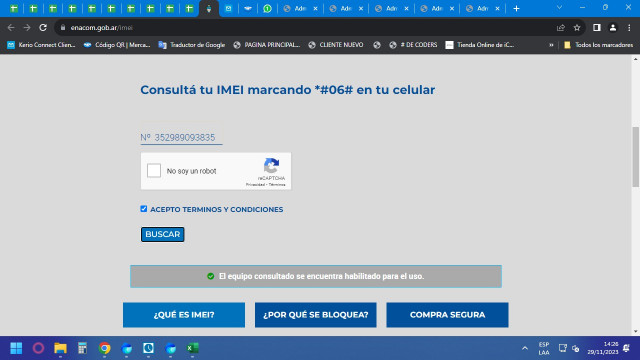 Adm
Adm
Adm
Adm
Adm
enacom.gob.ar/imei
Kerio Connect Clien...
Código QR | Merca...
Traductor de Google
PAGINA PRINCIPAL...
CLIENTE NUEVO
# DE CODERS
Tienda Online de iC...
Todos los marcadores
Consultá tu IMEI marcando *#06# en tu celular
Nº 352989093835
No soy un robot
reCAPTCHA
Privacidad - Términos
ACEPTO TERMINOS Y CONDICIONES
BUSCAR
El equipo consultado se encuentra habilitado para el uso.
¿QUÉ ES IMEI?
¿POR QUÉ SE BLOQUEA?
COMPRA SEGURA
ESP
LAA
14:26
29/11/2023